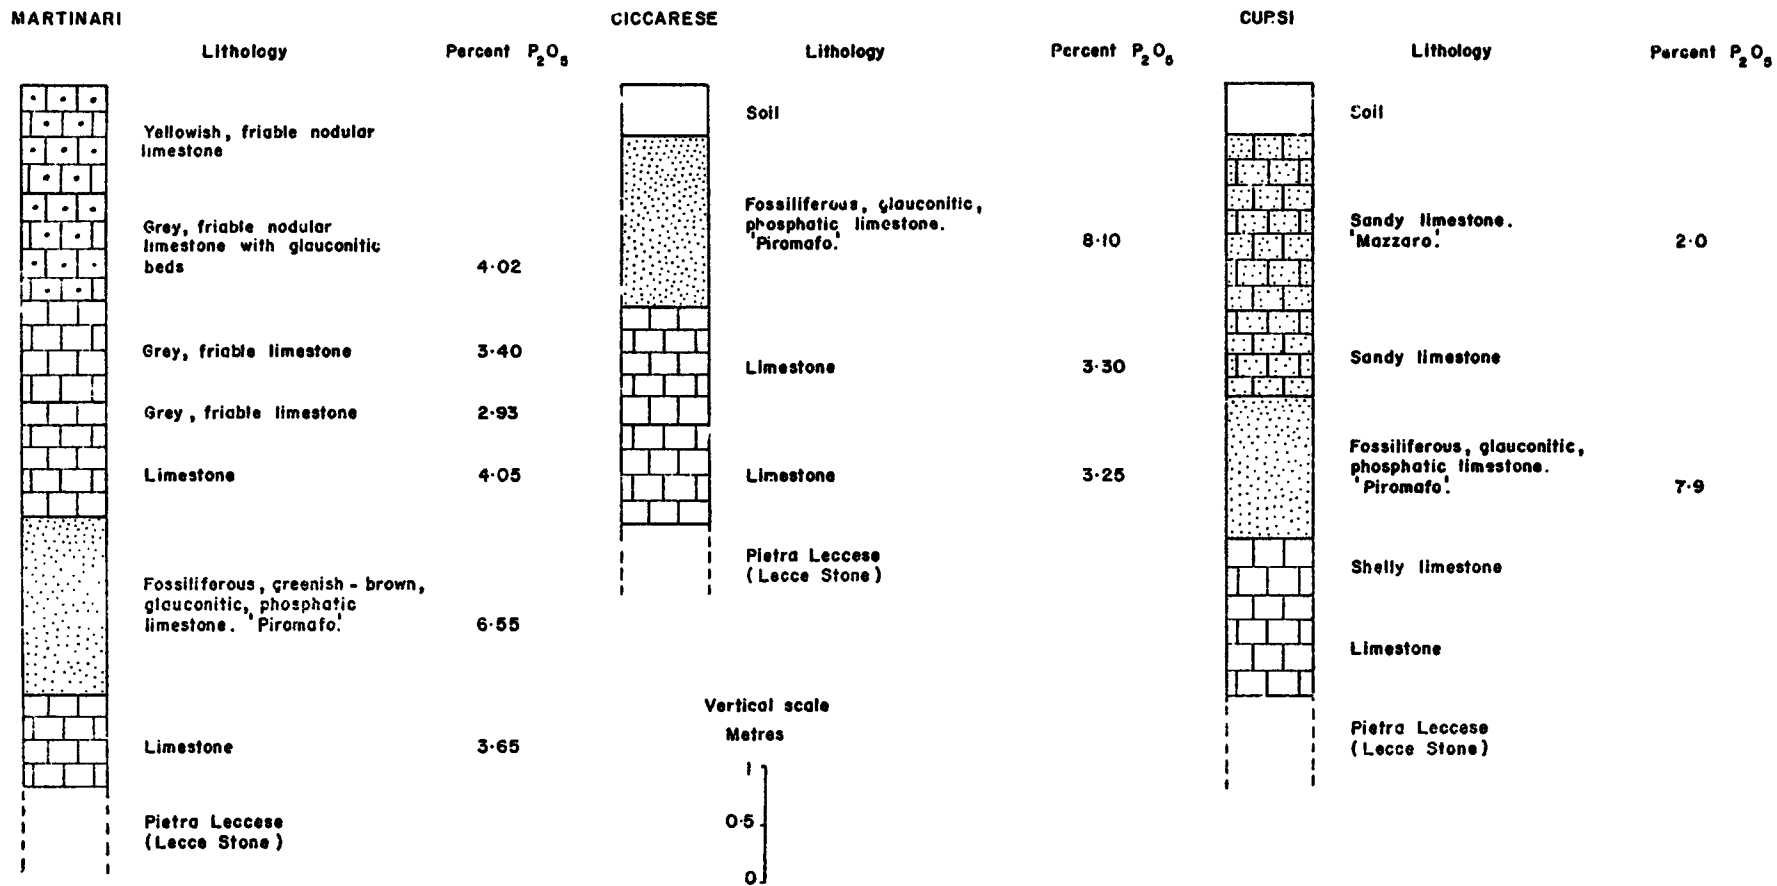 MARTINARI
Lithology Percent P₂O₅
Yellowish, friable nodular
limestone
Grey, friable nodular
limestone with glauconitic
beds 4·02
Grey, friable limestone 3·40
Grey, friable limestone 2·93
Limestone 4·05
Fossiliferous, greenish - brown,
glauconitic, phosphatic
limestone. 'Piromafo'. 6·55
Limestone 3·65
Pietra Leccese
(Lecce Stone)
CICCARESE
Lithology Percent P₂O₅
Soil
Fossiliferous, glauconitic,
phosphatic limestone.
'Piromafo'. 8·10
Limestone 3·30
Limestone 3·25
Pietra Leccese
(Lecce Stone)
Vertical scale
Metres
1
0·5
0
CUPSI
Lithology Percent P₂O₅
Soil
Sandy limestone.
'Mazzaro'. 2·0
Sandy limestone
Fossiliferous, glauconitic,
phosphatic limestone.
'Piromafo'. 7·9
Shelly limestone
Limestone
Pietra Leccese
(Lecce Stone)